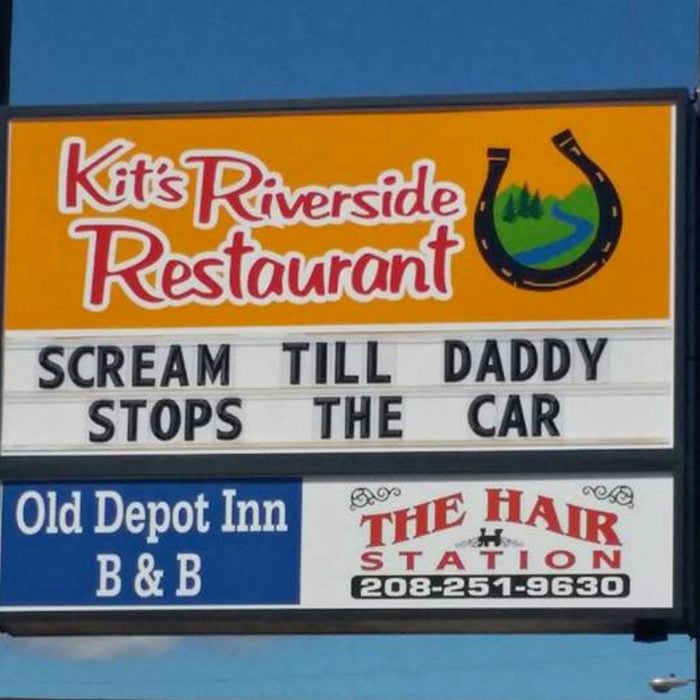 Kit's Riverside
Restaurant
SCREAM TILL DADDY
STOPS THE CAR
Old Depot Inn
B & B
THE HAIR
STATION
208-251-9630